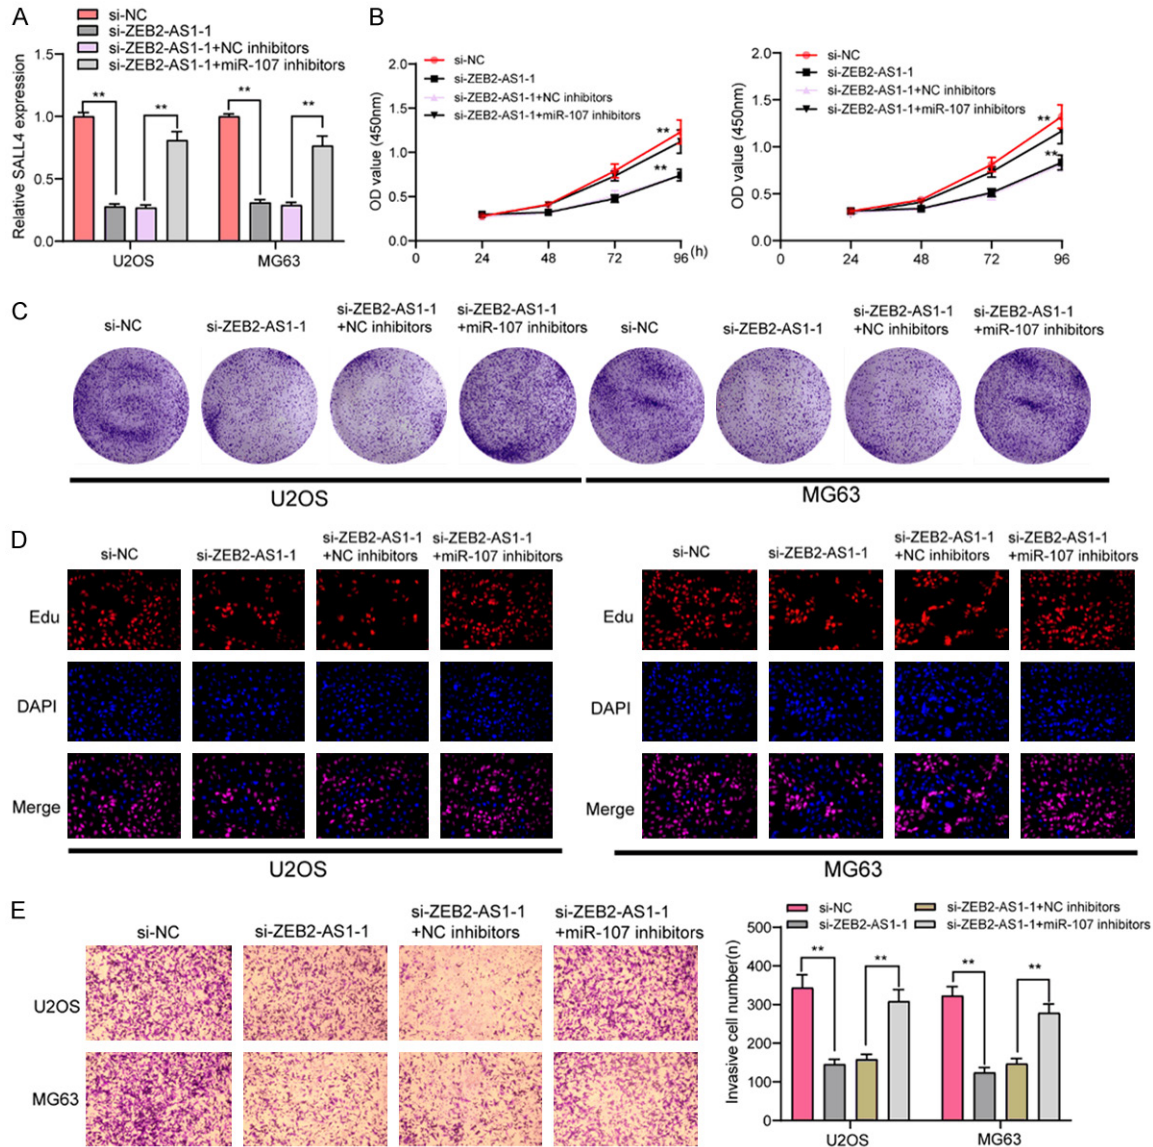 A
si-NC
si-ZEB2-AS1-1
si-ZEB2-AS1-1+NC inhibitors
si-ZEB2-AS1-1+miR-107 inhibitors
Relative SALL4 expression
1.5
1.0
0.5
0.0
** ** ** **
U2OS MG63
B
si-NC
si-ZEB2-AS1-1
si-ZEB2-AS1-1+NC inhibitors
si-ZEB2-AS1-1+miR-107 inhibitors
OD value (450nm)
2.0
1.5
1.0
0.5
0.0
**
**
0 24 48 72 96 (h)
si-NC
si-ZEB2-AS1-1
si-ZEB2-AS1-1+NC inhibitors
si-ZEB2-AS1-1+miR-107 inhibitors
OD value (450nm)
2.0
1.5
1.0
0.5
0.0
**
**
0 24 48 72 96
C
si-NC si-ZEB2-AS1-1 si-ZEB2-AS1-1 si-ZEB2-AS1-1 si-NC si-ZEB2-AS1-1 si-ZEB2-AS1-1 si-ZEB2-AS1-1
+NC inhibitors +miR-107 inhibitors +NC inhibitors +miR-107 inhibitors
U2OS MG63
D
si-NC si-ZEB2-AS1-1 si-ZEB2-AS1-1 si-ZEB2-AS1-1
+NC inhibitors +miR-107 inhibitors
Edu
DAPI
Merge
U2OS
si-NC si-ZEB2-AS1-1 si-ZEB2-AS1-1 si-ZEB2-AS1-1
+NC inhibitors +miR-107 inhibitors
Edu
DAPI
Merge
MG63
E
si-NC si-ZEB2-AS1-1 si-ZEB2-AS1-1 si-ZEB2-AS1-1
+NC inhibitors +miR-107 inhibitors
U2OS
MG63
si-NC si-ZEB2-AS1-1+NC inhibitors
si-ZEB2-AS1-1 si-ZEB2-AS1-1+miR-107 inhibitors
Invasive cell number(n)
500
400
300
200
100
0
** ** ** **
U2OS MG63